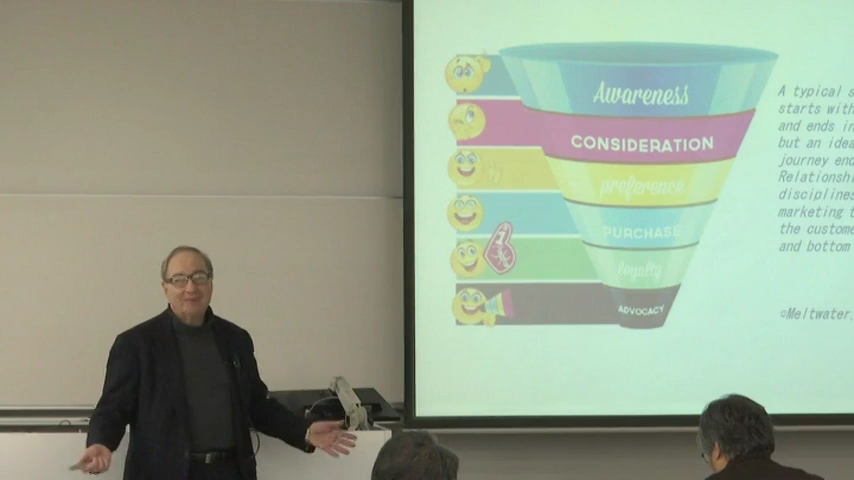 Awareness
CONSIDERATION
preference
PURCHASE
loyalty
ADVOCACY
A typical
starts with
and ends in
but an idea
journey end
Relationshi
disciplines
marketing t
the custome
and bottom
©Meltwater,